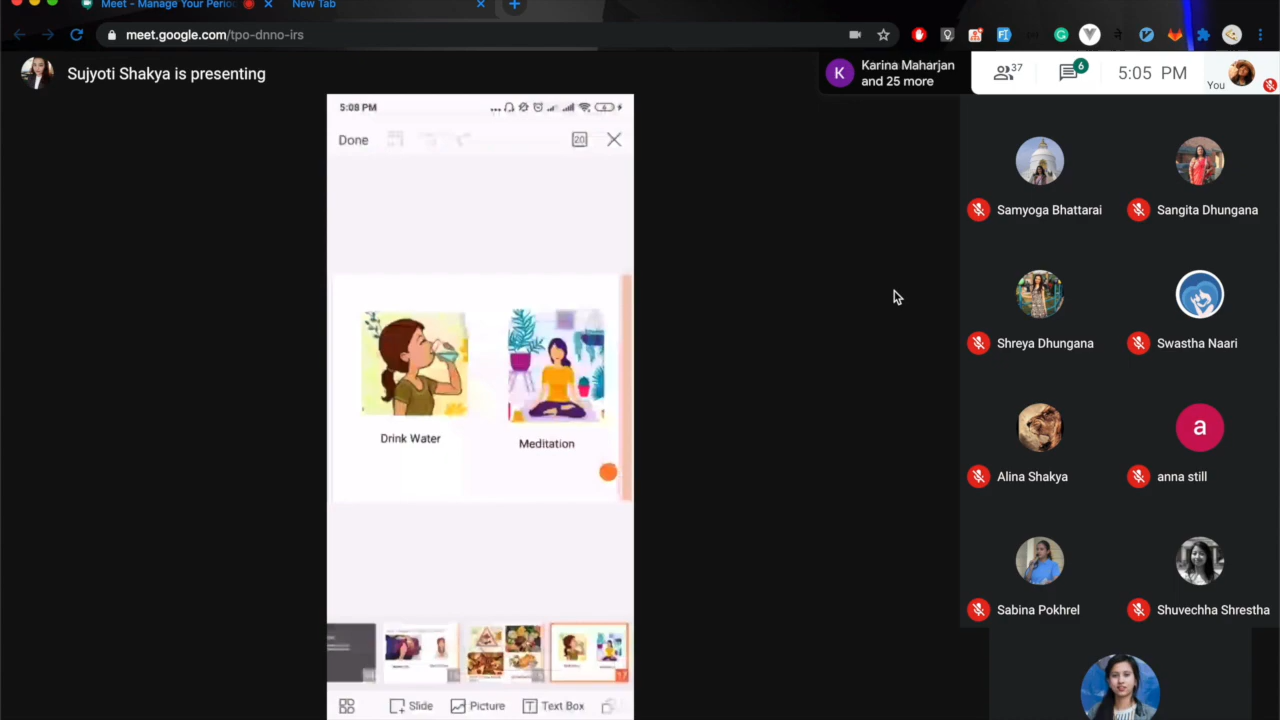 Meet - Manage Your Perio
New Tab
meet.google.com/tpo-dnno-irs
Sujyoti Shakya is presenting
K
Karina Maharjan
and 25 more
37
6
5:05 PM
You
5:08 PM
Done
20
Drink Water
Meditation
17
Slide
Picture
Text Box
Samyoga Bhattarai
Sangita Dhungana
Shreya Dhungana
Swastha Naari
a
Alina Shakya
anna still
Sabina Pokhrel
Shuvechha Shrestha